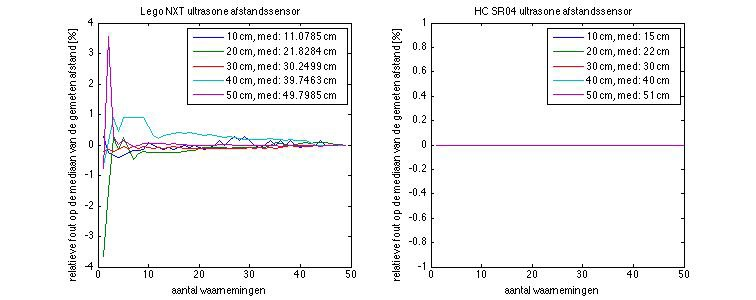 Lego NXT ultrasone afstandssensor
relatieve fout op de mediaan van de gemeten afstand [%]
4
3
2
1
0
-1
-2
-3
-4
10 cm, med: 11.0785 cm
20 cm, med: 21.8284 cm
30 cm, med: 30.2499 cm
40 cm, med: 39.7463 cm
50 cm, med: 49.7985 cm
0 10 20 30 40 50
aantal waarnemingen
HC SR04 ultrasone afstandssensor
relatieve fout op de mediaan van de gemeten afstand [%]
1
0.8
0.6
0.4
0.2
0
-0.2
-0.4
-0.6
-0.8
-1
10 cm, med: 15 cm
20 cm, med: 22 cm
30 cm, med: 30 cm
40 cm, med: 40 cm
50 cm, med: 51 cm
0 10 20 30 40 50
aantal waarnemingen